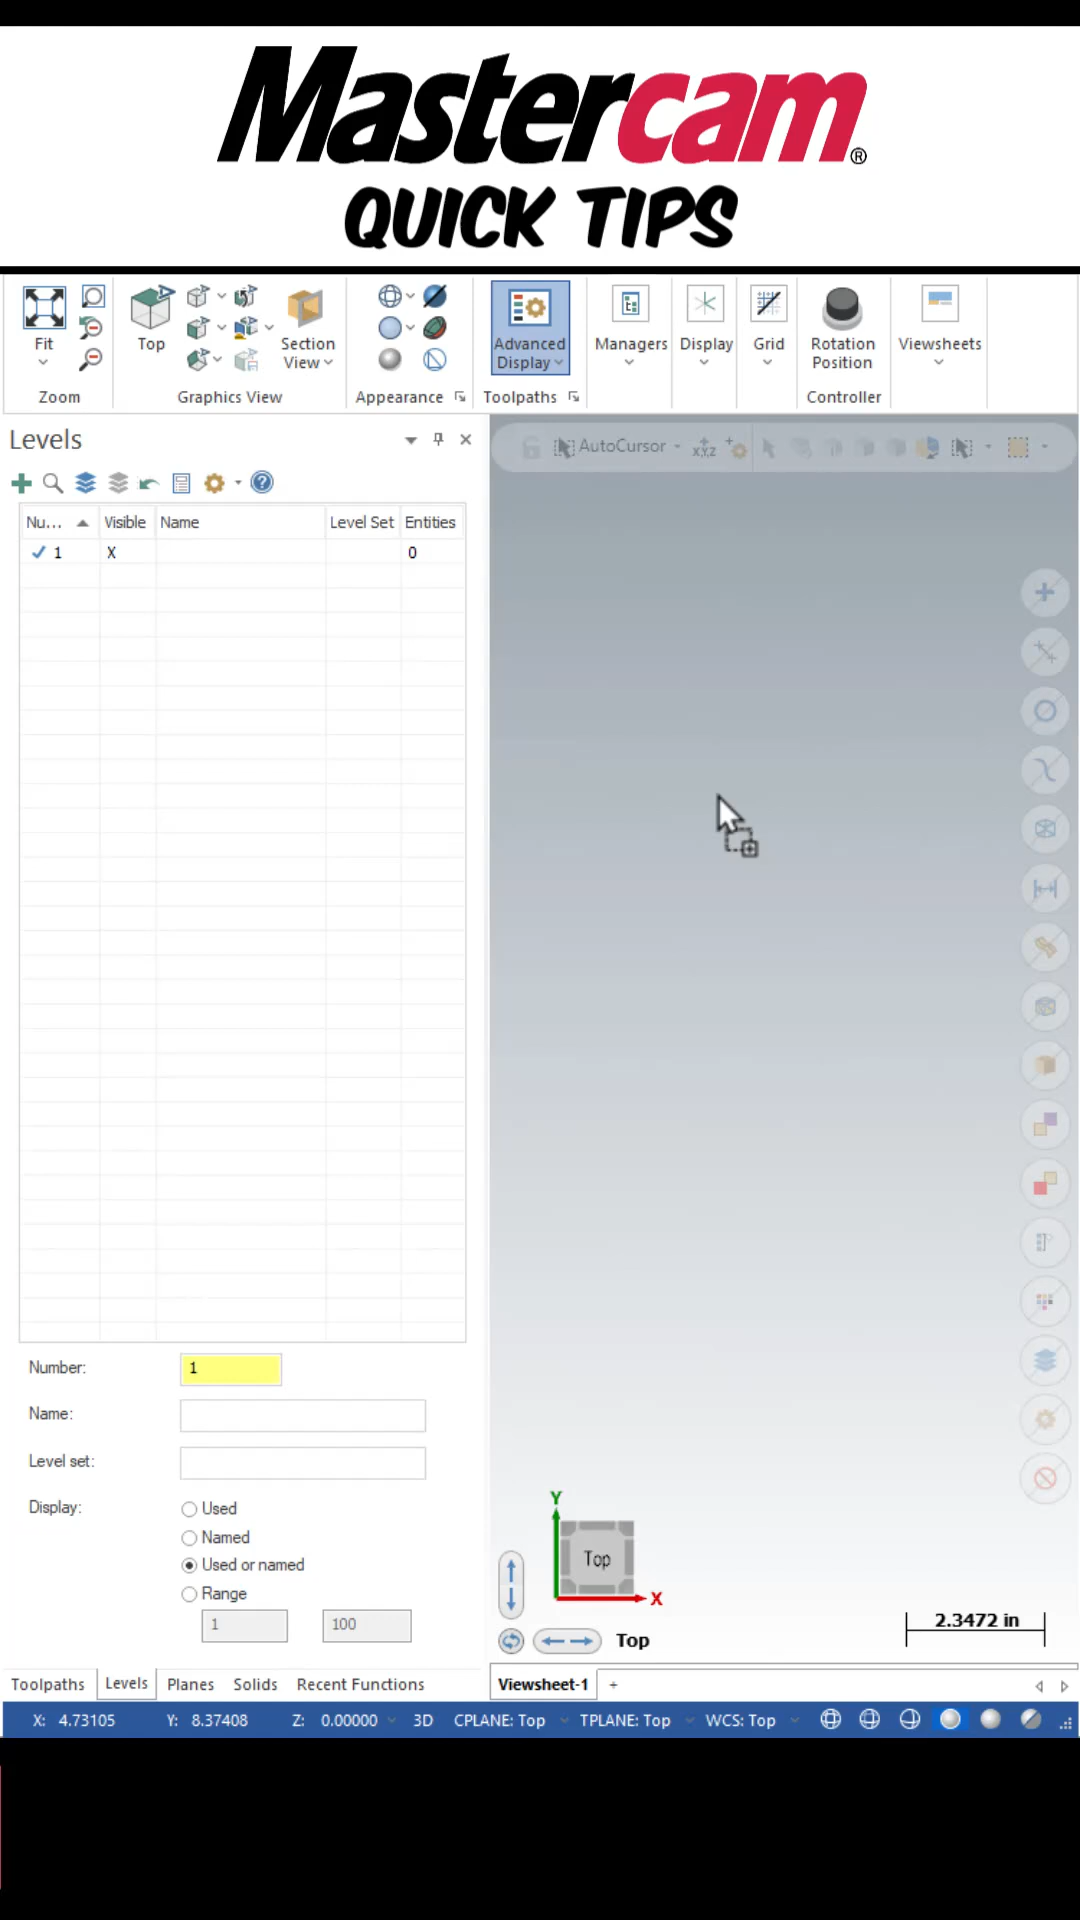 Mastercam®
QUICK TIPS
Fit
Top
Section
View
Advanced
Display
Managers
Display
Grid
Rotation
Position
Viewsheets
Zoom
Graphics View
Appearance
Toolpaths
Controller
Levels
AutoCursor
XYZ
Nu...
Visible
Name
Level Set
Entities
1 X 0
Number: 1
Name:
Level set:
Display:
Used
Named
Used or named
Range
1 100
Y
Top
X
Top
2.3472 in
Toolpaths
Levels
Planes
Solids
Recent Functions
Viewsheet-1 +
X: 4.73105
Y: 8.37408
Z: 0.00000
3D
CPLANE: Top
TPLANE: Top
WCS: Top